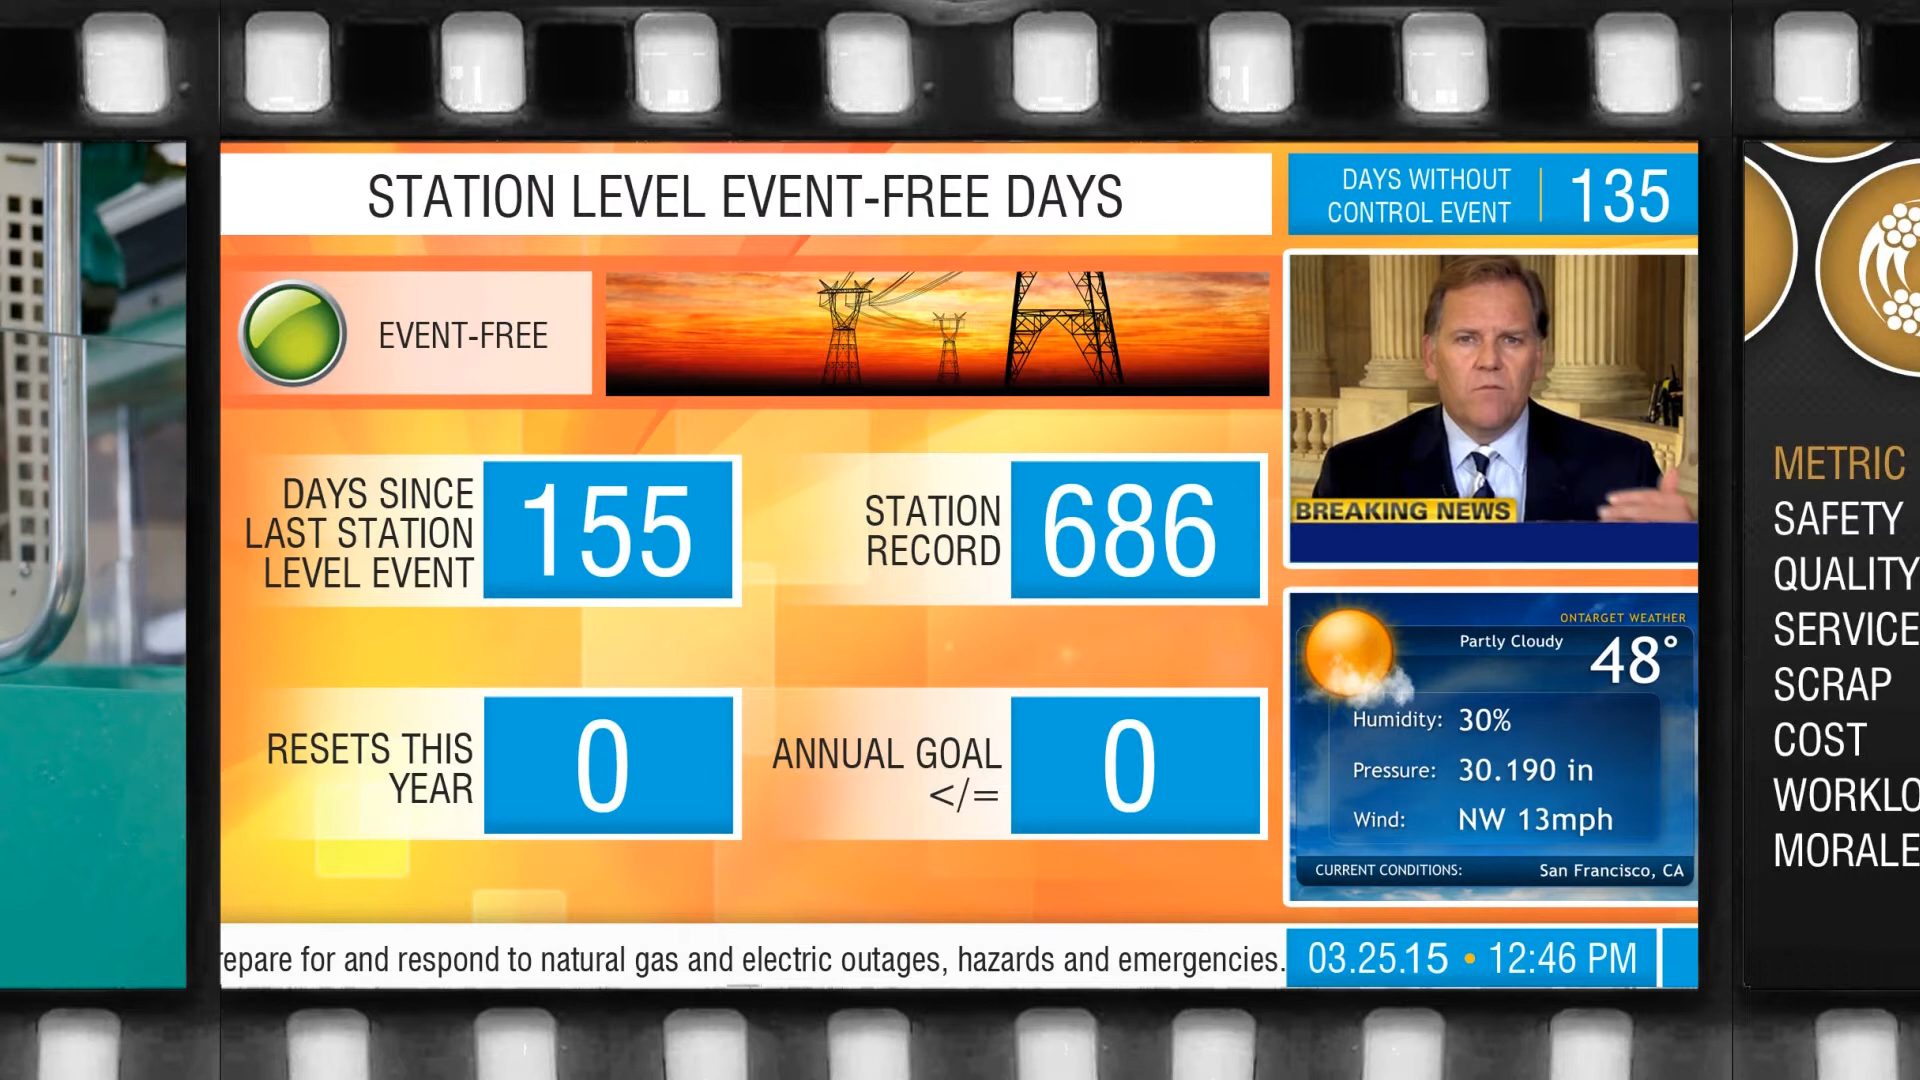 STATION LEVEL EVENT-FREE DAYS
DAYS WITHOUT
CONTROL EVENT
135
EVENT-FREE
DAYS SINCE
LAST STATION
LEVEL EVENT
155
STATION
RECORD
686
RESETS THIS
YEAR
0
ANNUAL GOAL
</=
0
BREAKING NEWS
ONTARGET WEATHER
Partly Cloudy
48°
Humidity: 30%
Pressure: 30.190 in
Wind: NW 13mph
CURRENT CONDITIONS: San Francisco, CA
epare for and respond to natural gas and electric outages, hazards and emergencies.
03.25.15 • 12:46 PM
METRIC
SAFETY
QUALITY
SERVICE
SCRAP
COST
WORKLO
MORALE